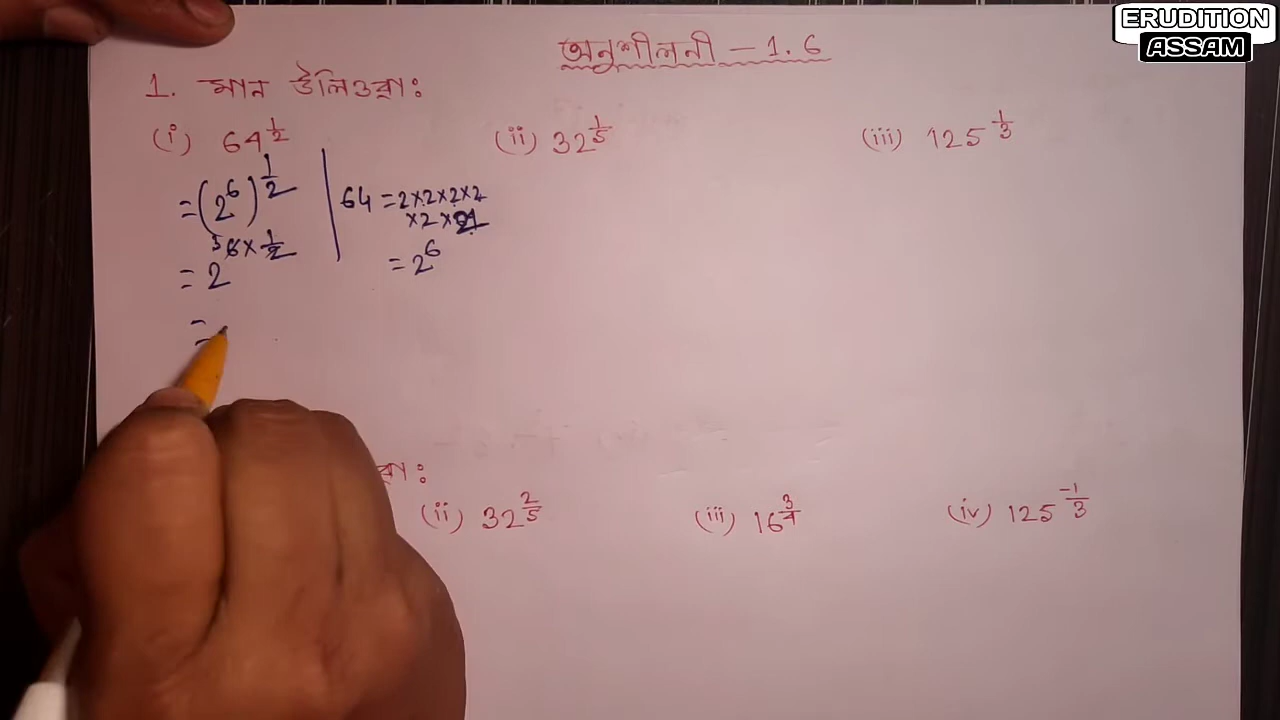 ERUDITION
ASSAM
অনুশীলনী – 1.6
1. মান উলিওৱা:
(i) 64^(1/2) (ii) 32^(1/5) (iii) 125^(1/3)
= (2^6)^(1/2) | 64 = 2×2×2×2
×2×2
= 2^(6×1/2) = 2^6
=
ৱা:
(ii) 32^(2/5) (iii) 16^(3/4) (iv) 125^(-1/3)